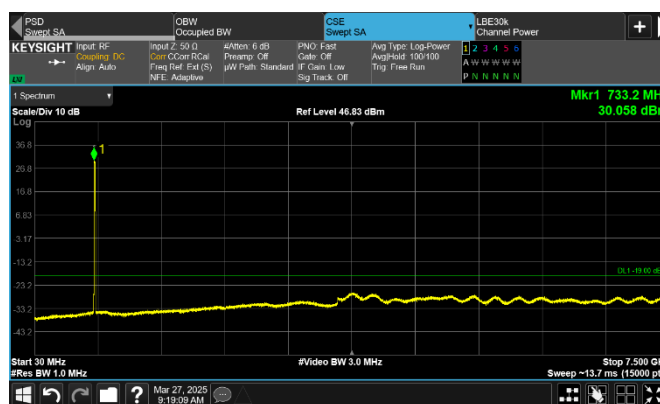 PSD
Swept SA
OBW
Occupied BW
CSE
Swept SA
LBE30k
Channel Power
KEYSIGHT
Input: RF
Coupling: DC
Align: Auto
Input Z: 50 Ω
Corr CCorr RCal
Freq Ref: Ext (S)
NFE: Adaptive
#Atten: 6 dB
Preamp: Off
µW Path: Standard
PNO: Fast
Gate: Off
IF Gain: Low
Sig Track: Off
Avg Type: Log-Power
Avg|Hold: 100/100
Trig: Free Run
1 2 3 4 5 6
A W W W W W
P N N N N N
1 Spectrum
Scale/Div 10 dB
Ref Level 46.83 dBm
Mkr1 733.2 MH
30.058 dB
Log
36.8
26.8
16.8
6.83
-3.17
-13.2
-23.2
-33.2
-43.2
1
DL1 -19.00 dB
Start 30 MHz
#Res BW 1.0 MHz
#Video BW 3.0 MHz
Stop 7.500 G
Sweep ~13.7 ms (15000 pt
?
Mar 27, 2025
9:19:09 AM